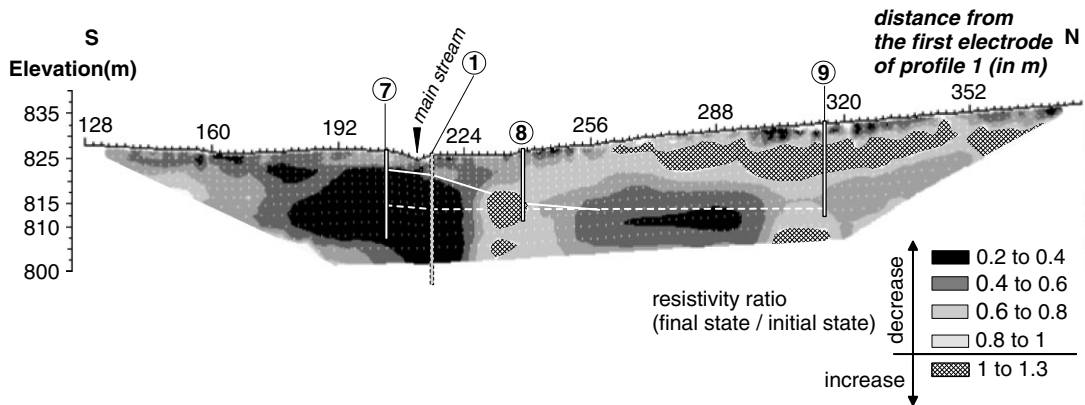 S
Elevation(m)
835
825
815
810
800
128
160
192
7
main stream
1
224
8
256
288
9
320
352
distance from
the first electrode
of profile 1 (in m)
N
resistivity ratio
(final state / initial state)
decrease
increase
0.2 to 0.4
0.4 to 0.6
0.6 to 0.8
0.8 to 1
1 to 1.3